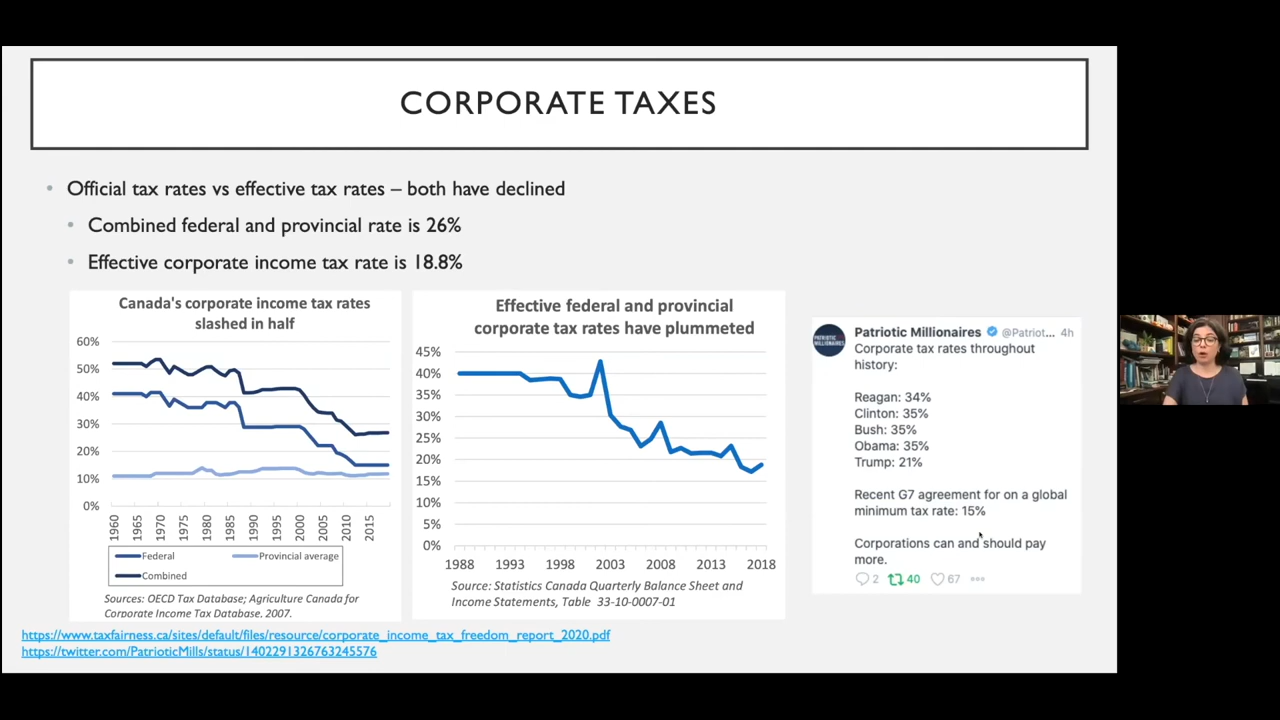 CORPORATE TAXES
• Official tax rates vs effective tax rates – both have declined
• Combined federal and provincial rate is 26%
• Effective corporate income tax rate is 18.8%
Canada's corporate income tax rates
slashed in half
60%
50%
40%
30%
20%
10%
0%
1960
1965
1970
1975
1980
1985
1990
1995
2000
2005
2010
2015
Federal
Provincial average
Combined
Sources: OECD Tax Database; Agriculture Canada for
Corporate Income Tax Database. 2007.
Effective federal and provincial
corporate tax rates have plummeted
45%
40%
35%
30%
25%
20%
15%
10%
5%
0%
1988 1993 1998 2003 2008 2013 2018
Source: Statistics Canada Quarterly Balance Sheet and
Income Statements, Table 33-10-0007-01
PATRIOTIC
MILLIONAIRES
Patriotic Millionaires @Patriot... 4h
Corporate tax rates throughout
history:
Reagan: 34%
Clinton: 35%
Bush: 35%
Obama: 35%
Trump: 21%
Recent G7 agreement for on a global
minimum tax rate: 15%
Corporations can and should pay
more.
2 40 67
https://www.taxfairness.ca/sites/default/files/resource/corporate_income_tax_freedom_report_2020.pdf
https://twitter.com/PatrioticMills/status/1402291326763245576